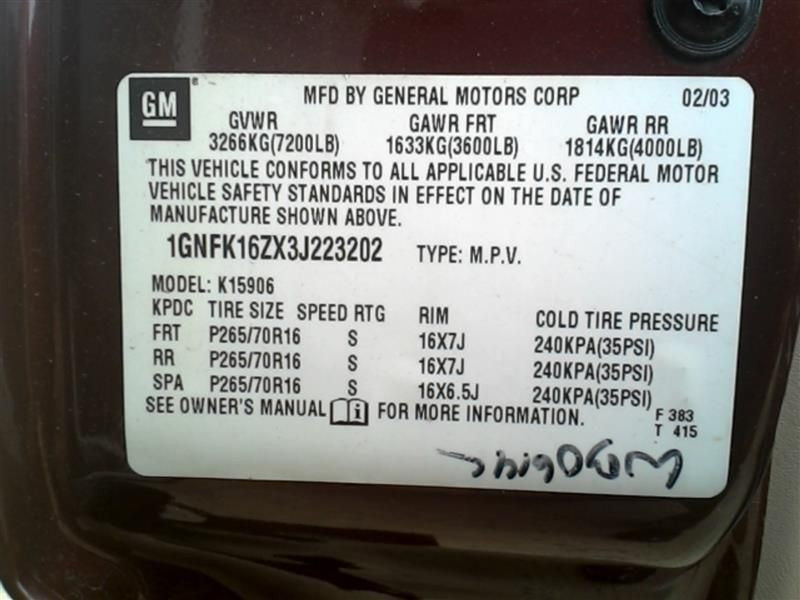 GM
MFD BY GENERAL MOTORS CORP 02/03
GVWR GAWR FRT GAWR RR
3266KG(7200LB) 1633KG(3600LB) 1814KG(4000LB)
THIS VEHICLE CONFORMS TO ALL APPLICABLE U.S. FEDERAL MOTOR
VEHICLE SAFETY STANDARDS IN EFFECT ON THE DATE OF
MANUFACTURE SHOWN ABOVE.
1GNFK16ZX3J223202 TYPE: M.P.V.
MODEL: K15906
KPDC TIRE SIZE SPEED RTG RIM COLD TIRE PRESSURE
FRT P265/70R16 S 16X7J 240KPA(35PSI)
RR P265/70R16 S 16X7J 240KPA(35PSI)
SPA P265/70R16 S 16X6.5J 240KPA(35PSI)
SEE OWNER'S MANUAL FOR MORE INFORMATION.
F 383
T 415